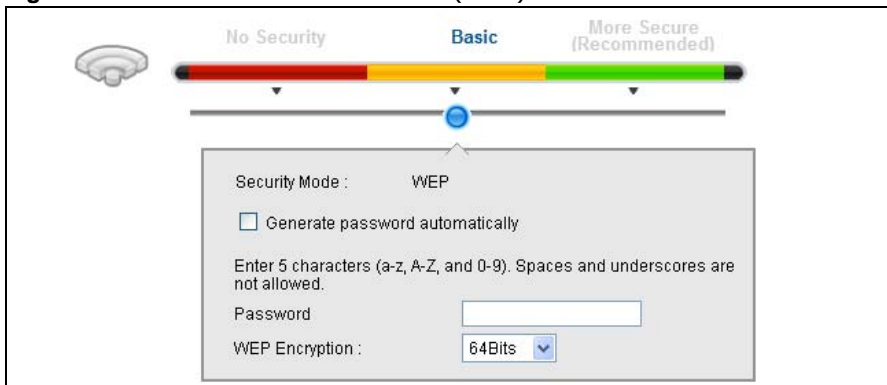 No Security Basic More Secure
(Recommended)
Security Mode : WEP
Generate password automatically
Enter 5 characters (a-z, A-Z, and 0-9). Spaces and underscores are
not allowed.
Password
WEP Encryption : 64Bits